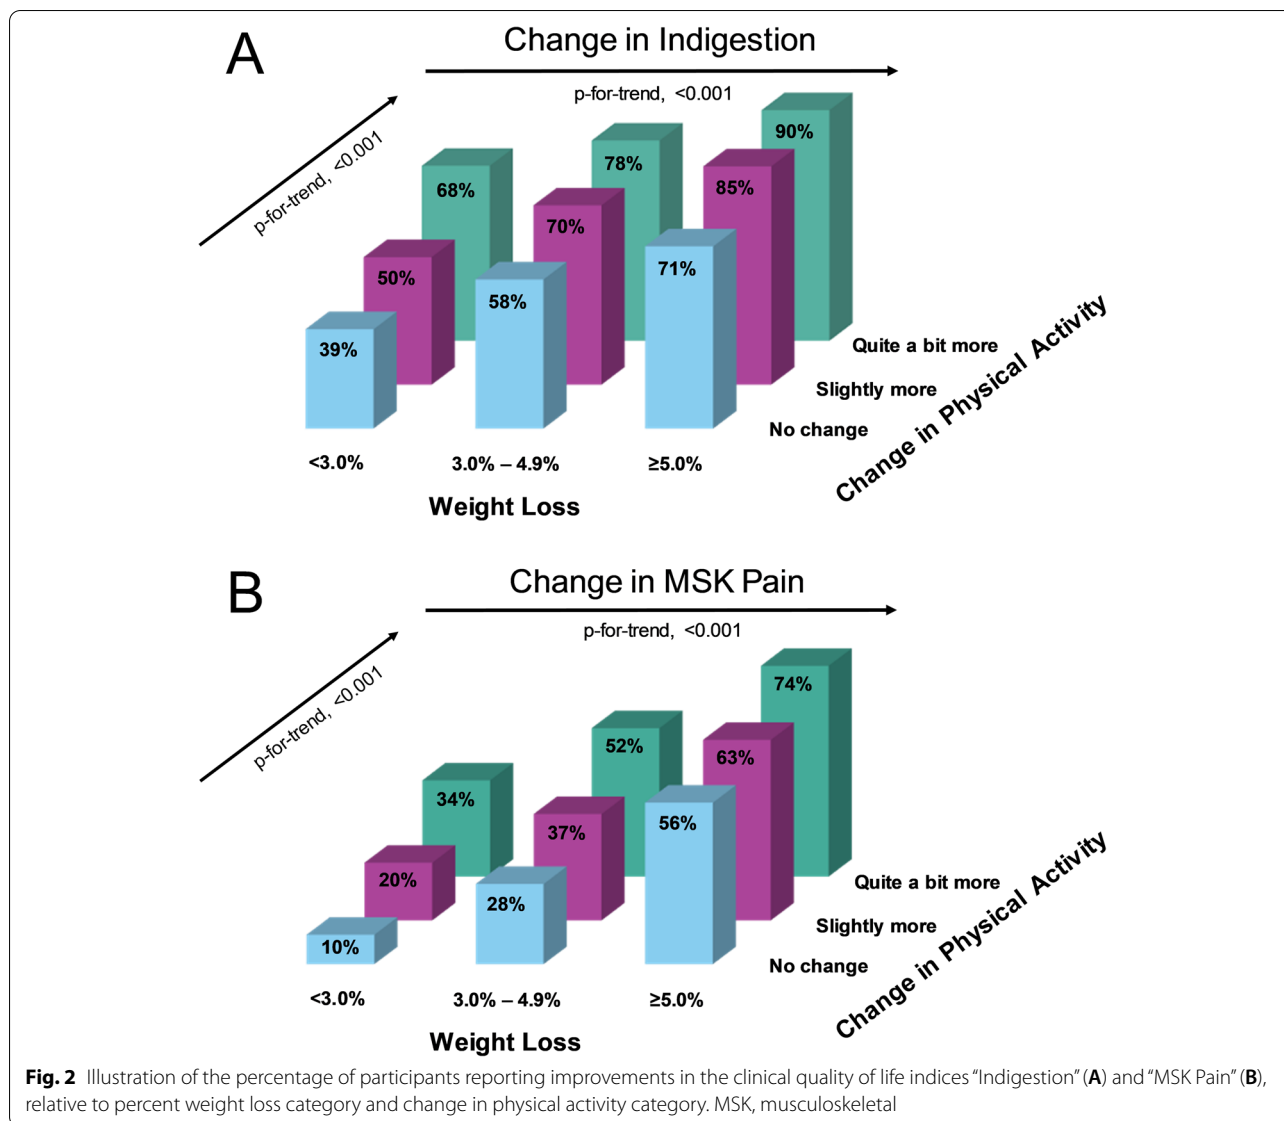 A
Change in Indigestion
p-for-trend, <0.001
p-for-trend, <0.001
90%
78%
68%
85%
70%
50%
71%
58%
39%
Quite a bit more
Slightly more
No change
Change in Physical Activity
<3.0%
3.0% – 4.9%
≥5.0%
Weight Loss
B
Change in MSK Pain
p-for-trend, <0.001
p-for-trend, <0.001
74%
52%
34%
63%
37%
20%
56%
28%
10%
Quite a bit more
Slightly more
No change
Change in Physical Activity
<3.0%
3.0% – 4.9%
≥5.0%
Weight Loss
Fig. 2 Illustration of the percentage of participants reporting improvements in the clinical quality of life indices “Indigestion” (A) and “MSK Pain” (B),
relative to percent weight loss category and change in physical activity category. MSK, musculoskeletal